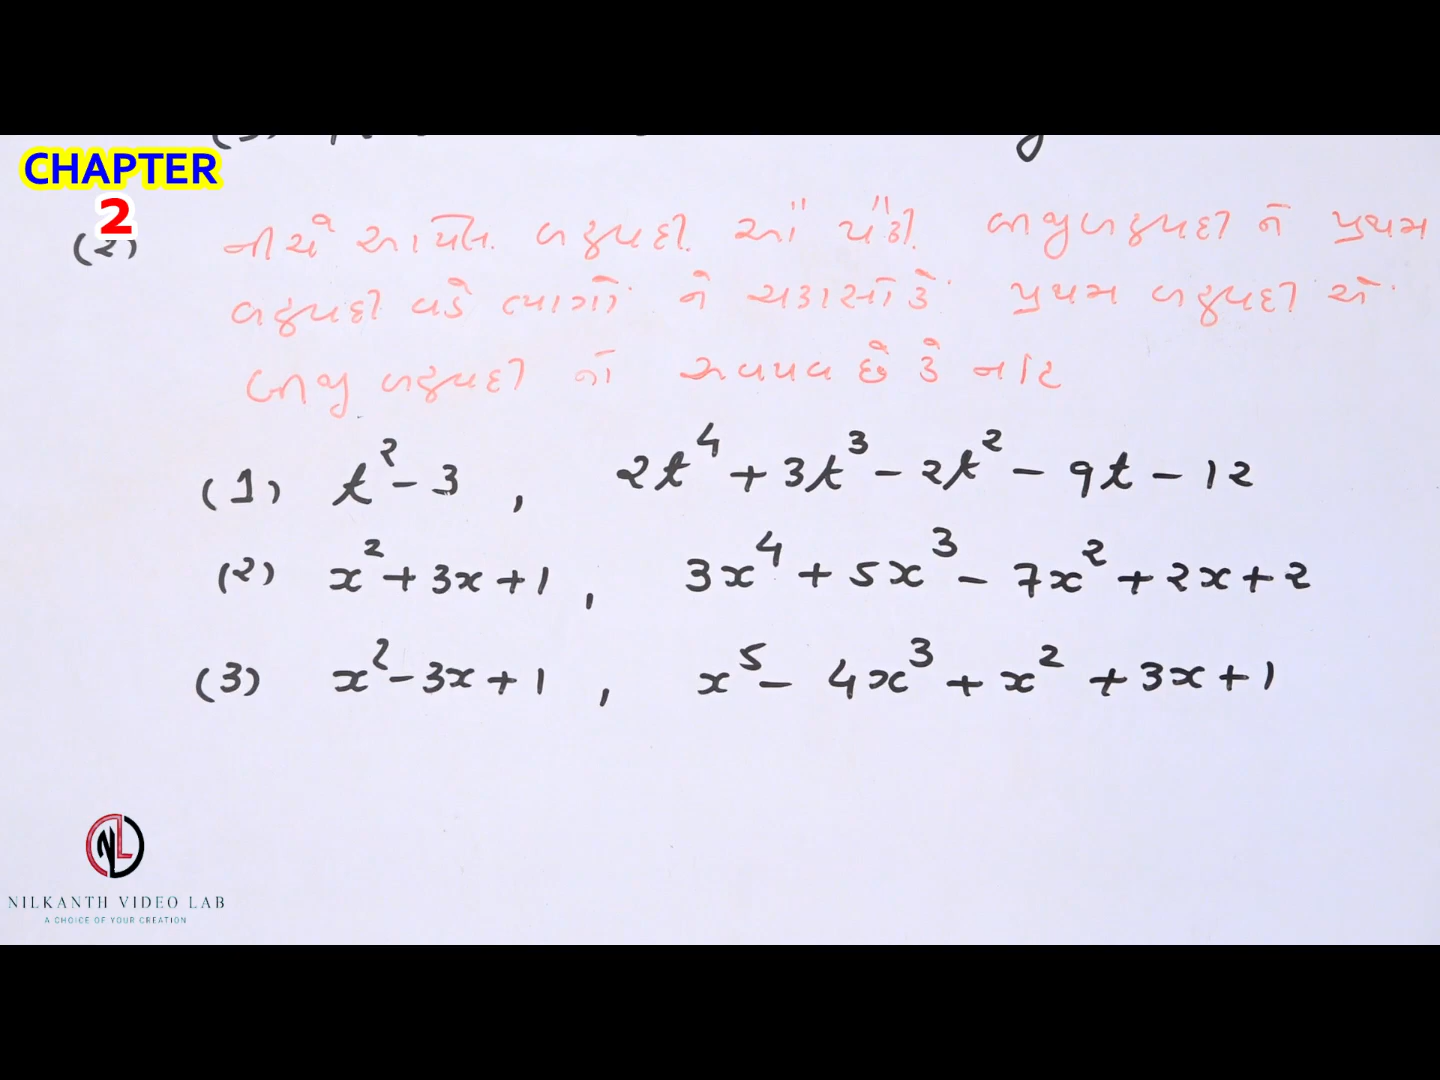 CHAPTER
2
(2) નીચે આપેલ બહુપદી ઓ પૈકી બીજી બહુપદી ને પ્રથમ
બહુપદી વડે ભાગો ને ચકાસો કે પ્રથમ બહુપદી એ
બીજી બહુપદી નો અવયવ છે કે નહિ
(1) t² - 3 , 2t⁴ + 3t³ - 2t² - 9t - 12
(2) x² + 3x + 1 , 3x⁴ + 5x³ - 7x² + 2x + 2
(3) x² - 3x + 1 , x⁵ - 4x³ + x² + 3x + 1
NL
NILKANTH VIDEO LAB
A CHOICE OF YOUR CREATION